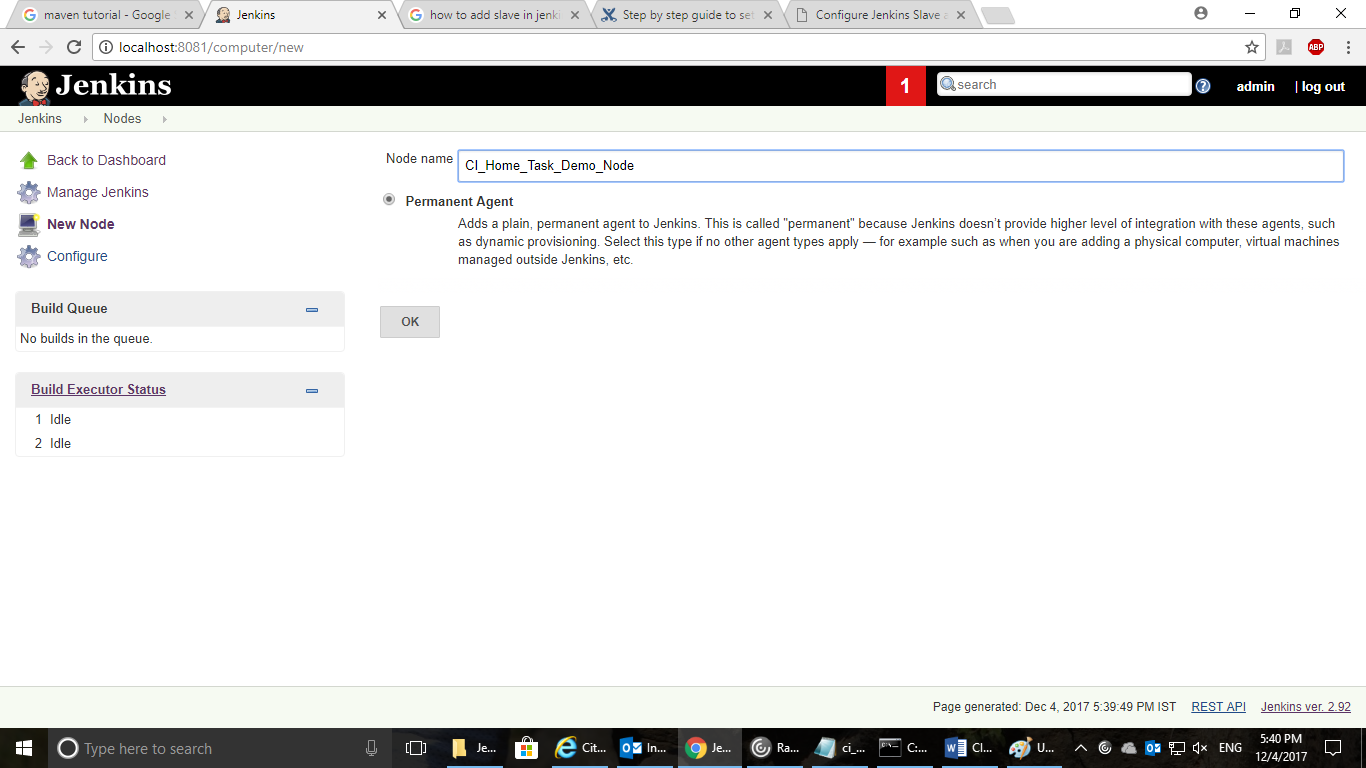 maven tutorial - Google
Jenkins
how to add slave in jenki
Step by step guide to set
Configure Jenkins Slave a
localhost:8081/computer/new
ABP
Jenkins
1
search
admin
| log out
Jenkins
Nodes
Back to Dashboard
Manage Jenkins
New Node
Configure
Node name
CI_Home_Task_Demo_Node
Permanent Agent
Adds a plain, permanent agent to Jenkins. This is called "permanent" because Jenkins doesn't provide higher level of integration with these agents, such
as dynamic provisioning. Select this type if no other agent types apply — for example such as when you are adding a physical computer, virtual machines
managed outside Jenkins, etc.
OK
Build Queue
No builds in the queue.
Build Executor Status
1 Idle
2 Idle
Page generated: Dec 4, 2017 5:39:49 PM IST
REST API
Jenkins ver. 2.92
Type here to search
Je...
Cit...
In...
Je...
Ra...
ci_...
C:...
CI...
U...
ENG
5:40 PM
12/4/2017